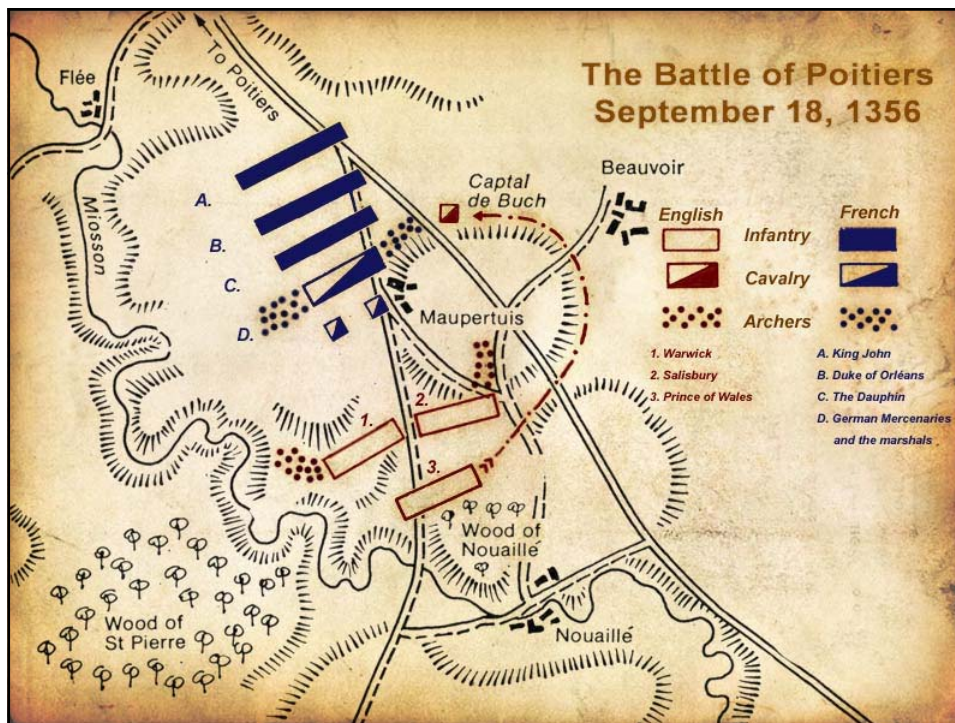 The Battle of Poitiers
September 18, 1356
Flée
To Poitiers
Miosson
A.
B.
C.
D.
Captal
de Buch
Beauvoir
Maupertuis
1.
2.
3.
Wood of
Nouaillé
Nouaillé
Wood of
St Pierre
English
French
Infantry
Cavalry
Archers
1. Warwick
2. Salisbury
3. Prince of Wales
A. King John
B. Duke of Orléans
C. The Dauphin
D. German Mercenaries
and the marshals